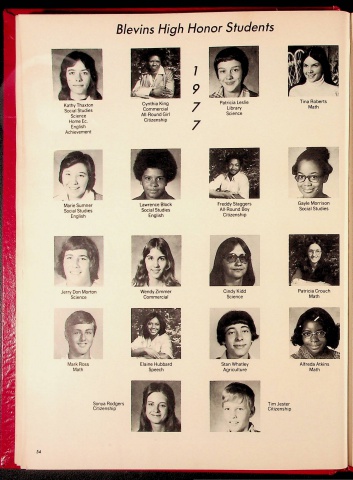 Blevins High Honor Students
1
9
7
7
Kathy Thaxton
Social Studies
Science
Home Ec.
English
Achievement
Cynthia King
Commercial
All-Round Girl
Citizenship
Patricia Leslie
Library
Science
Tina Roberts
Math
Marie Sumner
Social Studies
English
Lawrence Block
Social Studies
English
Freddy Staggers
All-Round Boy
Citizenship
Gayle Morrison
Social Studies
Jerry Don Morton
Science
Wendy Zimmer
Commercial
Cindy Kidd
Science
Patricia Crouch
Math
Mark Ross
Math
Elaine Hubbard
Speech
Stan Whatley
Agriculture
Alfreda Atkins
Math
Sonua Rodgers
Citizenship
Tim Jester
Citizenship
54